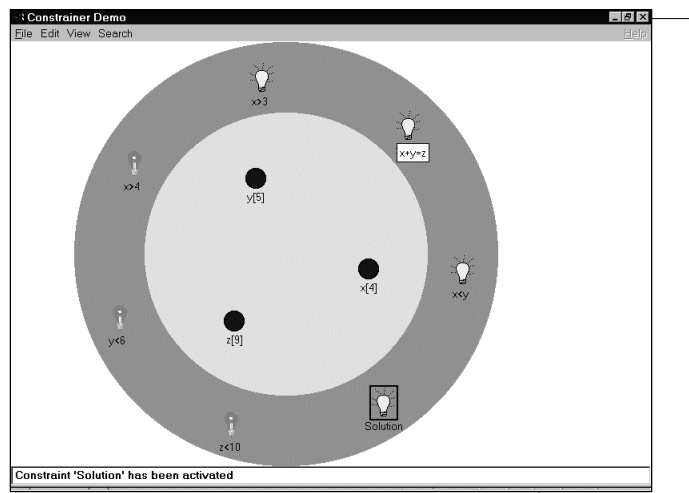 Constrainer Demo
File Edit View Search Help
x>3
x+y=z
x>4
y[5]
x[4]
x<y
y<6
z[9]
Solution
z<10
Constraint 'Solution' has been activated